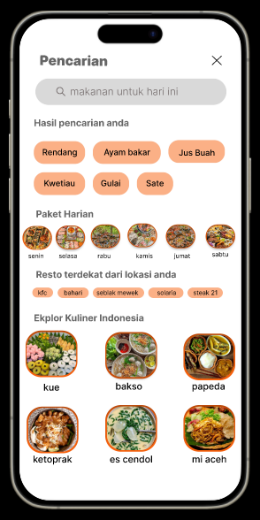 Pencarian
makanan untuk hari ini
Hasil pencarian anda
Rendang Ayam bakar Jus Buah
Kwetiau Gulai Sate
Paket Harian
senin selasa rabu kamis jumat sabtu
Resto terdekat dari lokasi anda
kfc bahari seblak mewek solaria steak 21
Ekplor Kuliner Indonesia
kue bakso papeda
ketoprak es cendol mi aceh